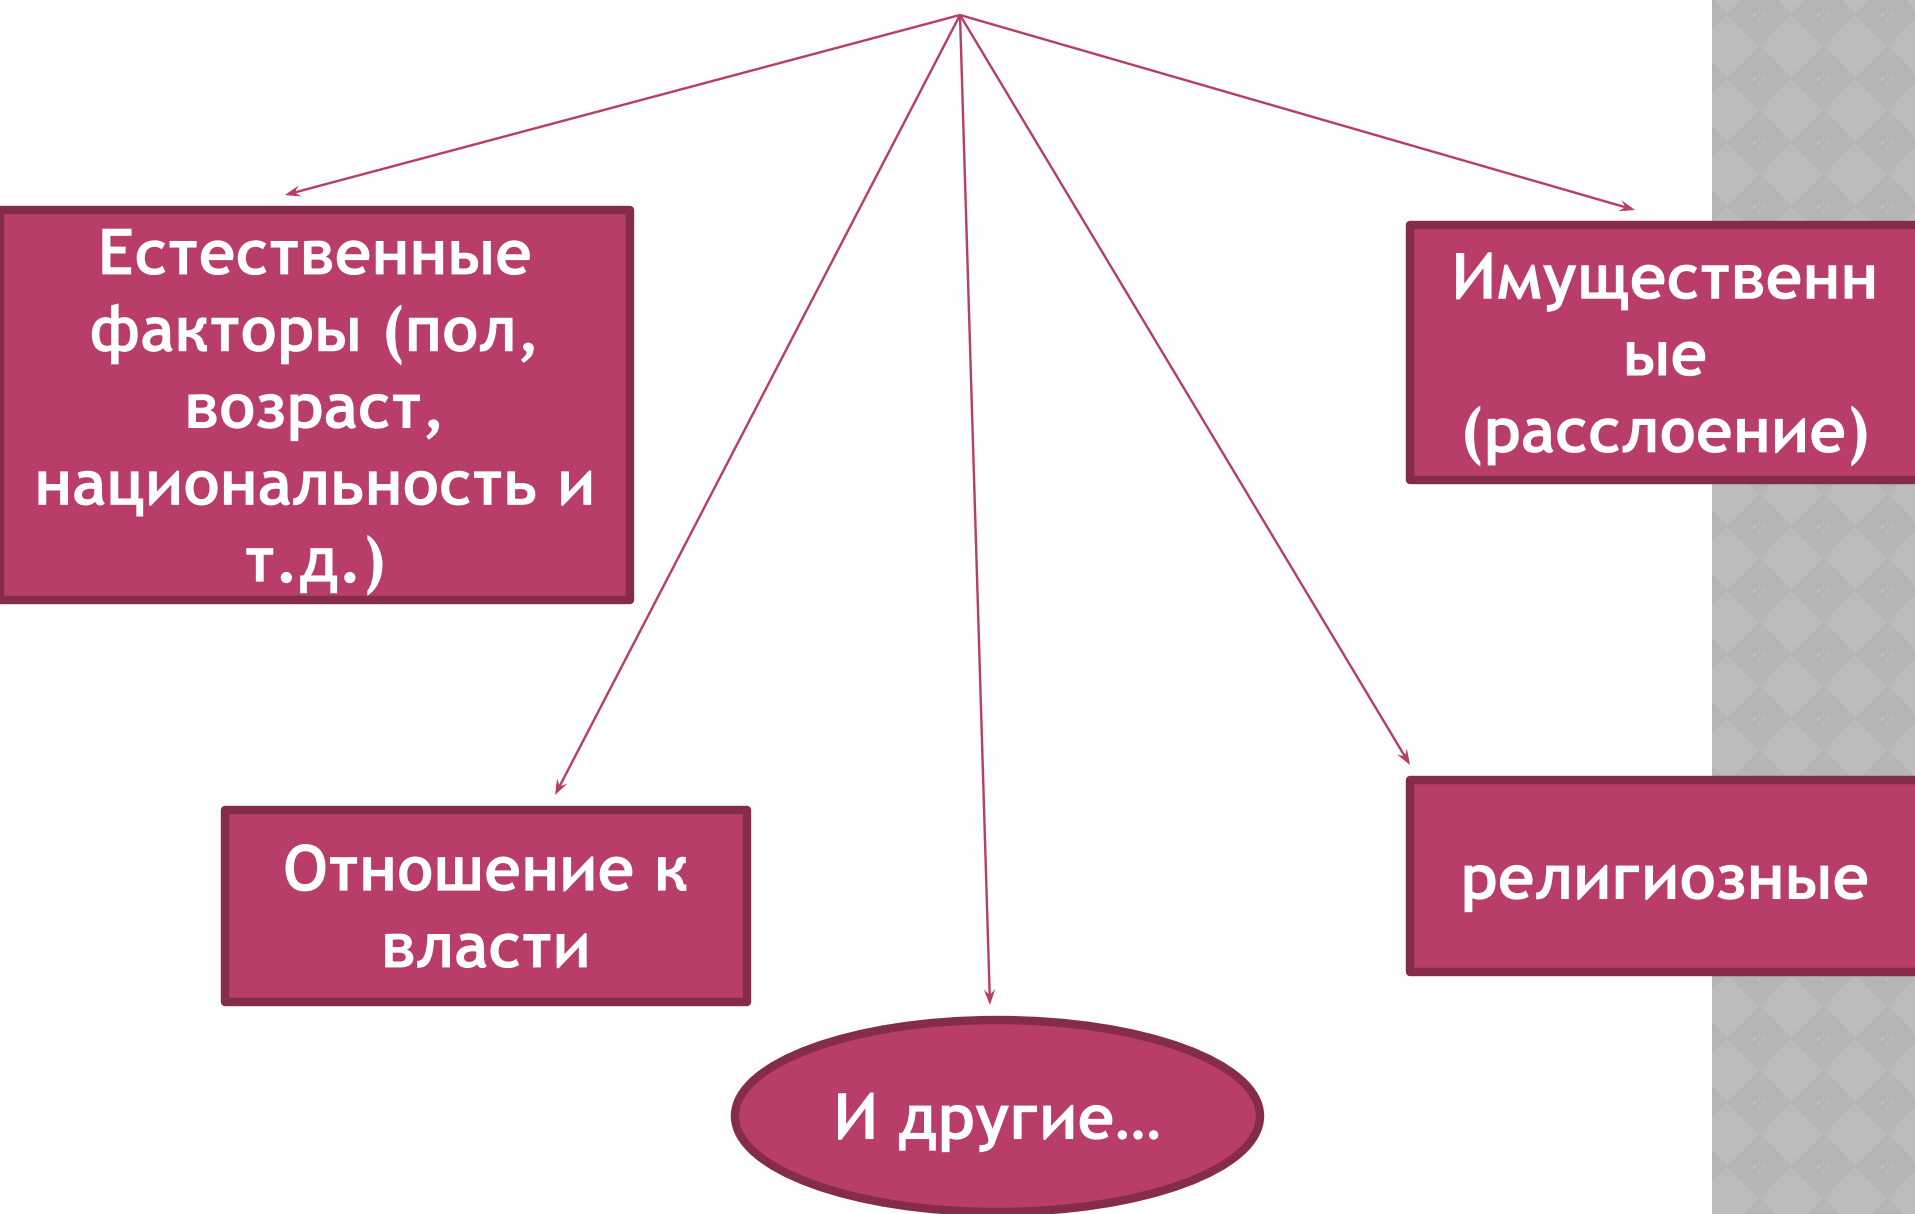 Естественные
факторы (пол,
возраст,
национальность и
т.д.)
Имущественн
ые
(расслоение)
Отношение к
власти
религиозные
И другие…